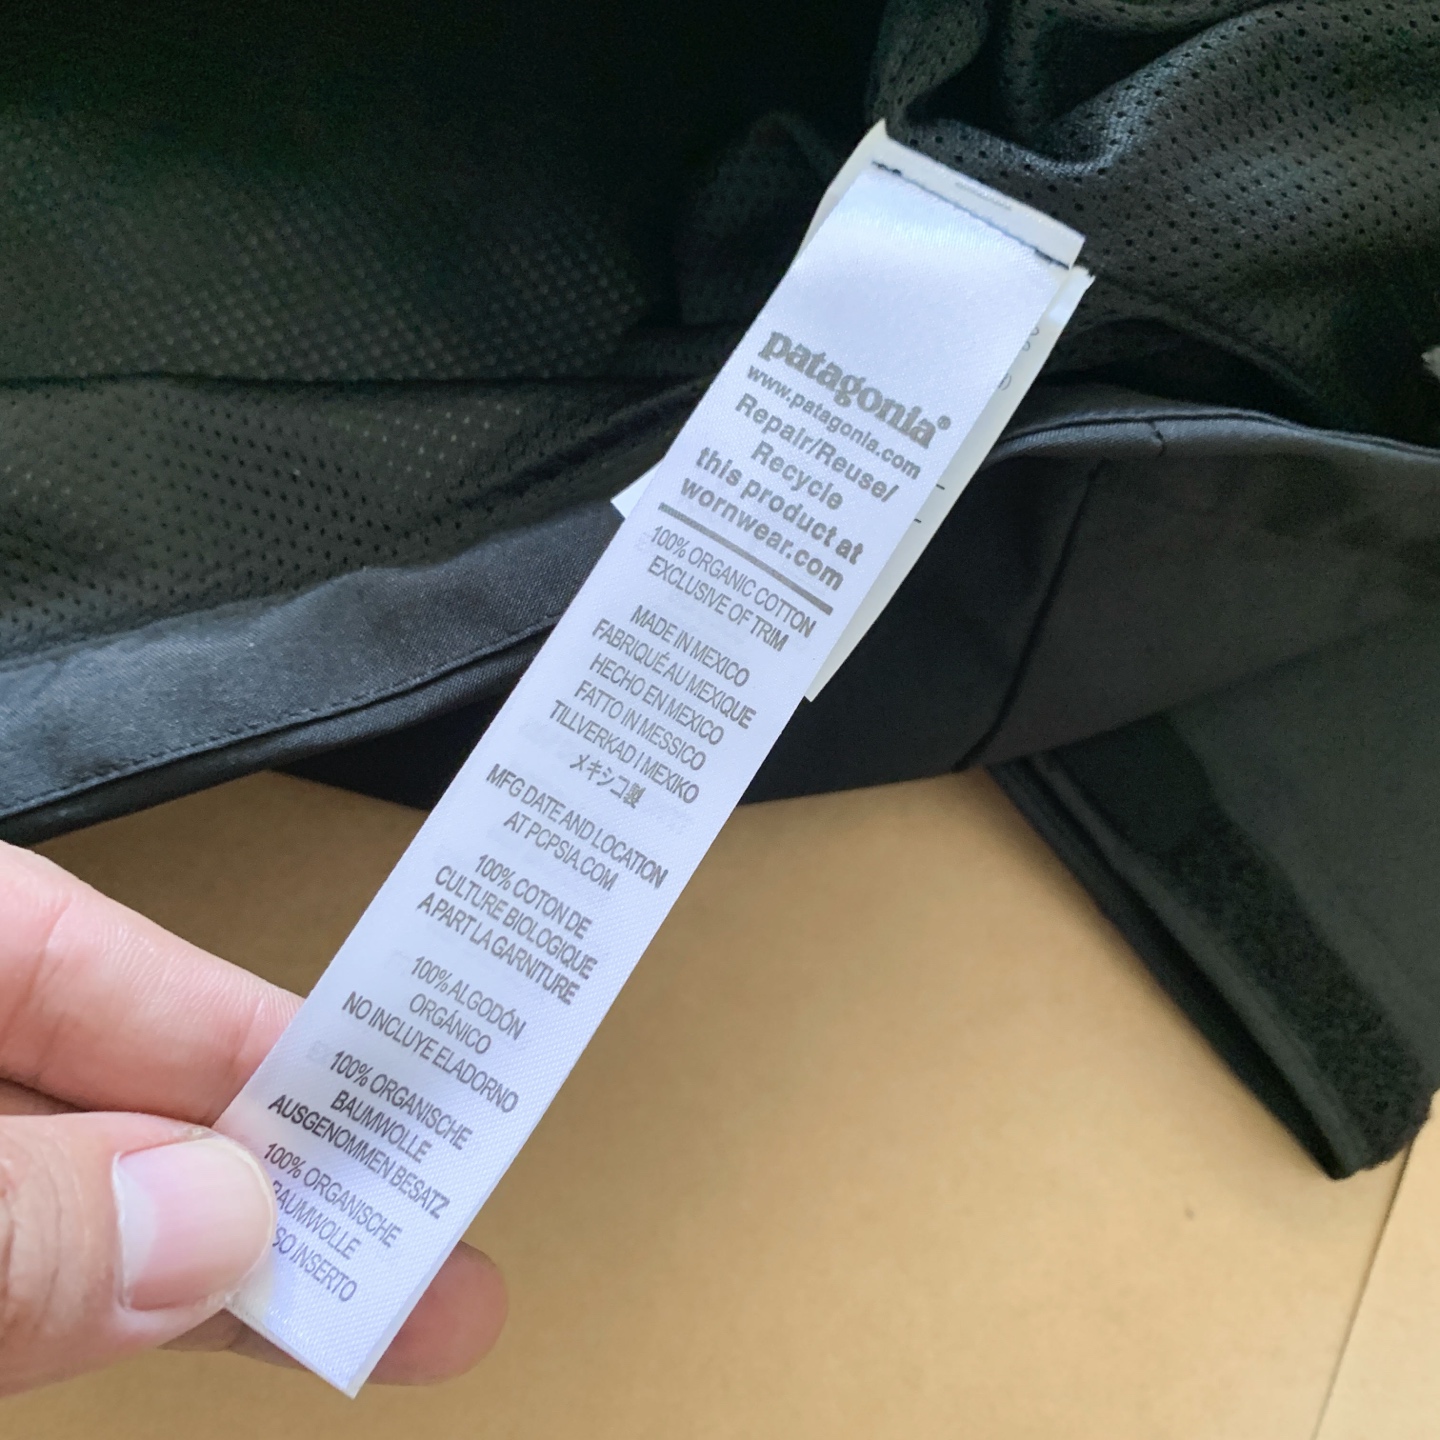 patagonia®
www.patagonia.com
Repair/Reuse/
Recycle
this product at
wornwear.com
100% ORGANIC COTTON
EXCLUSIVE OF TRIM
MADE IN MEXICO
FABRIQUÉ AU MEXIQUE
HECHO EN MEXICO
FATTO IN MESSICO
TILLVERKAD I MEXIKO
メキシコ製
MFG DATE AND LOCATION
AT PCPSIA.COM
100% COTON DE
CULTURE BIOLOGIQUE
APART LA GARNITURE
100% ALGODÓN
ORGÁNICO
NO INCLUYE ELADORNO
100% ORGANISCHE
BAUMWOLLE
AUSGENOMMEN BESATZ
100% ORGANISCHE
BAUMWOLLE
SO INSERTO